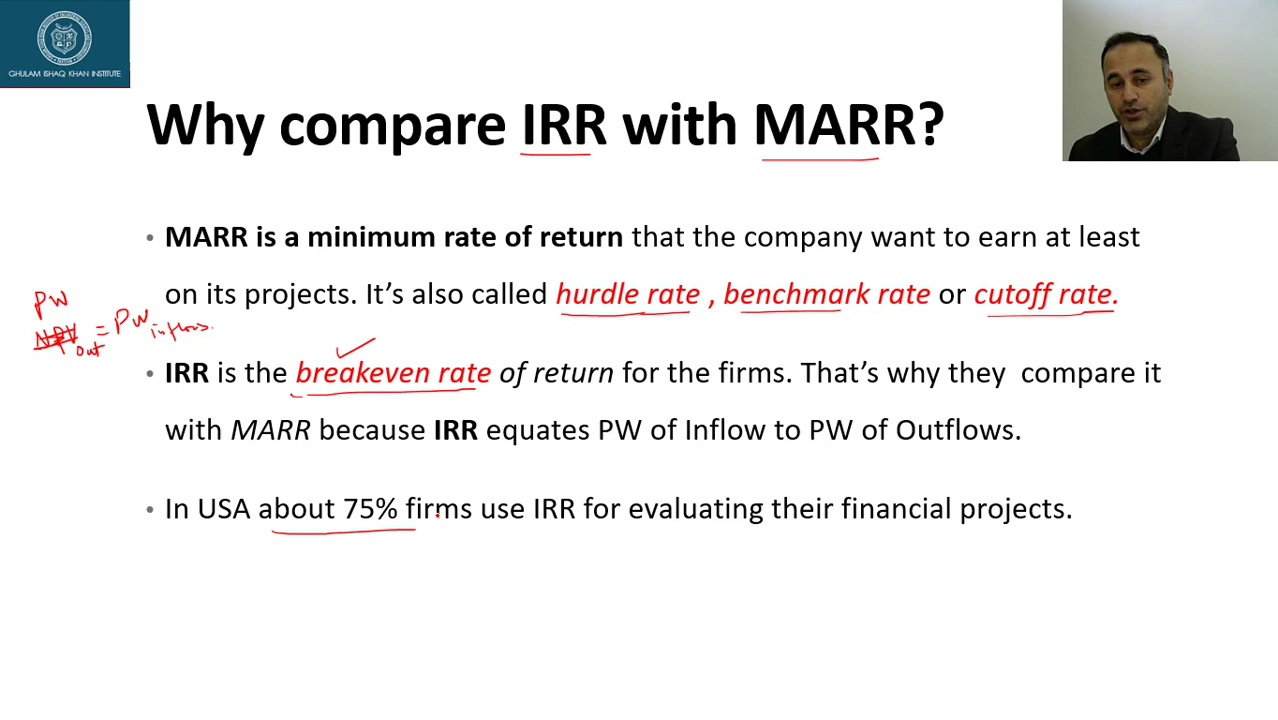 GHULAM ISHAQ KHAN INSTITUTE
Why compare IRR with MARR?
• MARR is a minimum rate of return that the company want to earn at least
on its projects. It’s also called hurdle rate , benchmark rate or cutoff rate.
PW
NPV out = PW inflows.
• IRR is the breakeven rate of return for the firms. That’s why they compare it
with MARR because IRR equates PW of Inflow to PW of Outflows.
• In USA about 75% firms use IRR for evaluating their financial projects.